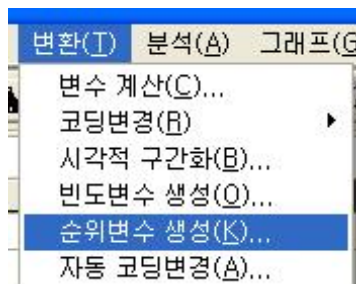 변환(T) 분석(A) 그래프(G
변수 계산(C)...
코딩변경(R)
시각적 구간화(B)...
빈도변수 생성(O)...
순위변수 생성(K)...
자동 코딩변경(A)...